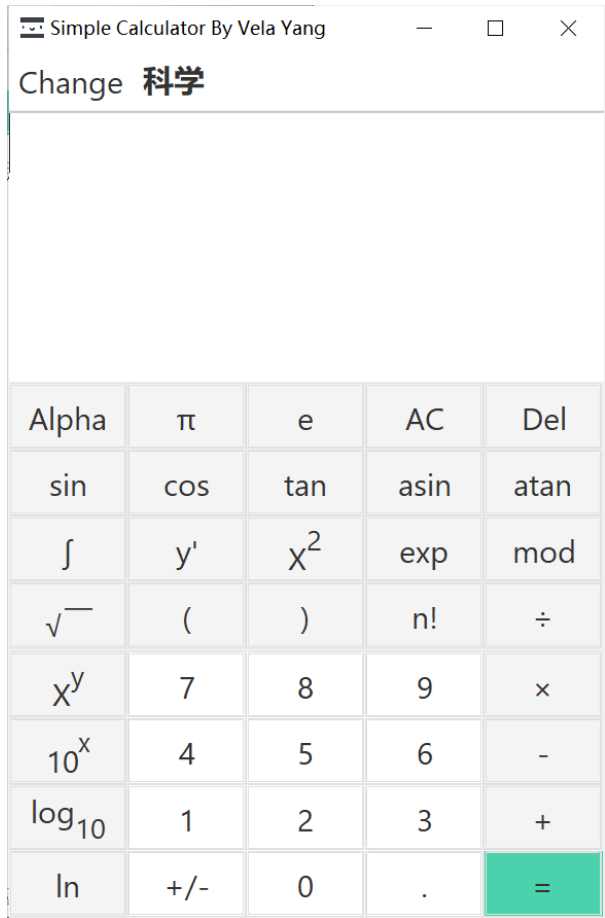 Simple Calculator By Vela Yang
Change 科学
Alpha π e AC Del
sin cos tan asin atan
∫ y' x² exp mod
√‾ ( ) n! ÷
xʸ 7 8 9 ×
10ˣ 4 5 6 -
log₁₀ 1 2 3 +
ln +/- 0 . =